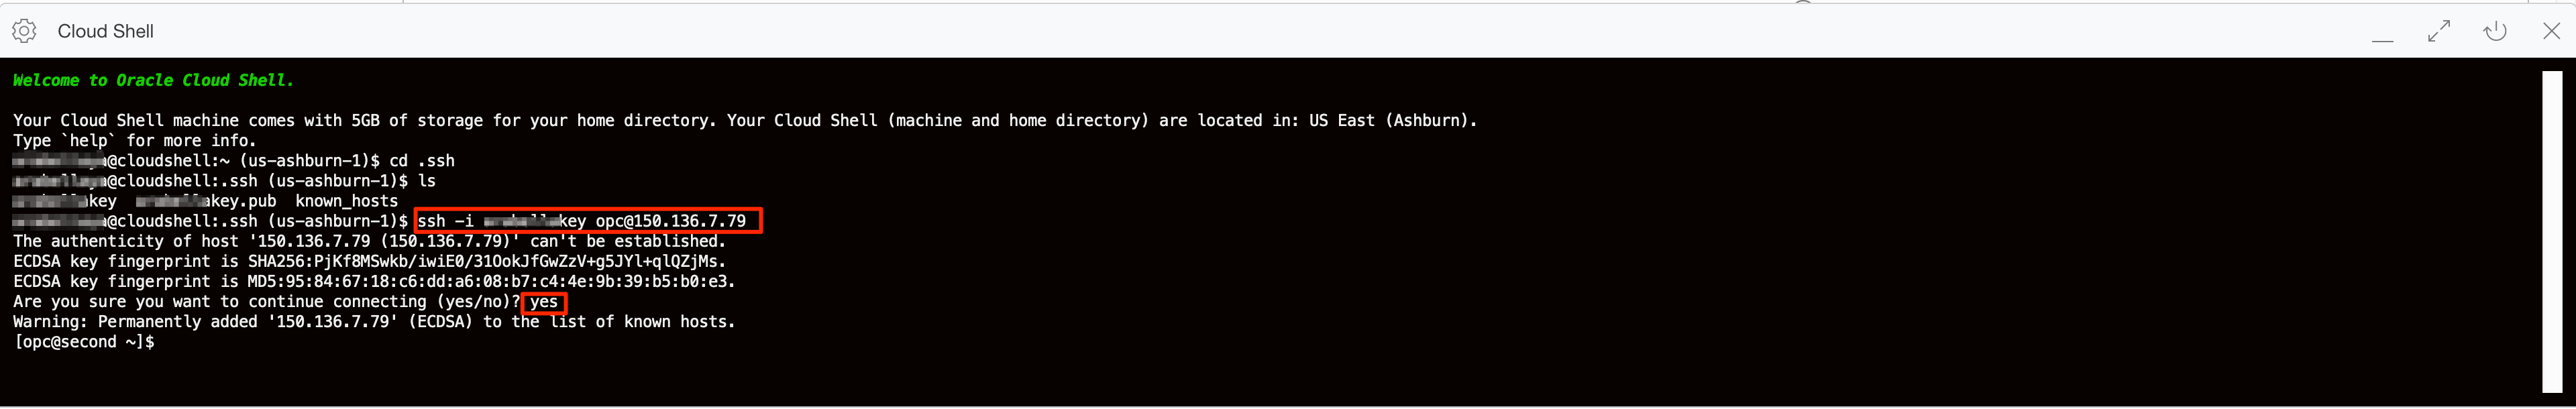 Cloud Shell
Welcome to Oracle Cloud Shell.
Your Cloud Shell machine comes with 5GB of storage for your home directory. Your Cloud Shell (machine and home directory) are located in: US East (Ashburn).
Type `help` for more info.
@cloudshell:~ (us-ashburn-1)$ cd .ssh
@cloudshell:.ssh (us-ashburn-1)$ ls
key akey.pub known_hosts
@cloudshell:.ssh (us-ashburn-1)$ ssh -i key opc@150.136.7.79
The authenticity of host '150.136.7.79 (150.136.7.79)' can't be established.
ECDSA key fingerprint is SHA256:PjKf8MSwkb/iwiE0/31OokJfGwZzV+g5JYl+qlQZjMs.
ECDSA key fingerprint is MD5:95:84:67:18:c6:dd:a6:08:b7:c4:4e:9b:39:b5:b0:e3.
Are you sure you want to continue connecting (yes/no)? yes
Warning: Permanently added '150.136.7.79' (ECDSA) to the list of known hosts.
[opc@second ~]$